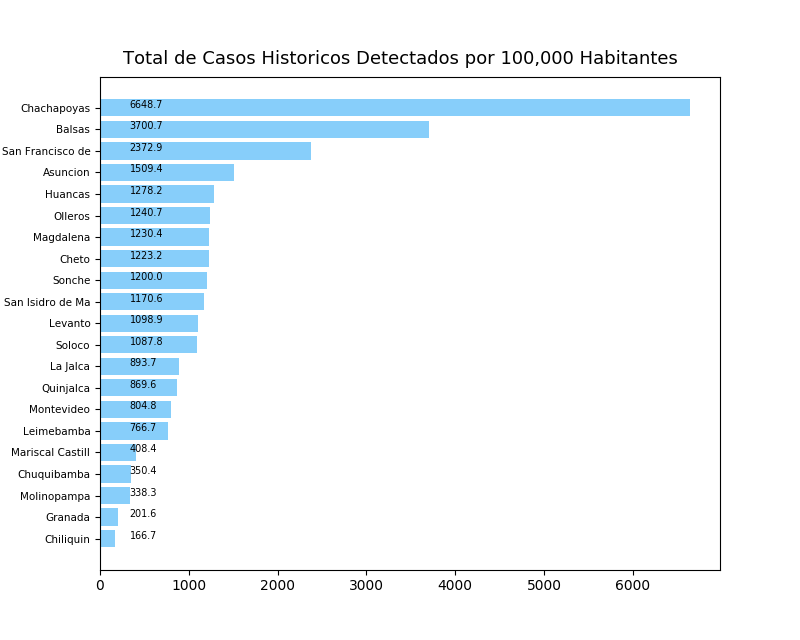 Total de Casos Historicos Detectados por 100,000 Habitantes
Chachapoyas 6648.7
Balsas 3700.7
San Francisco de 2372.9
Asuncion 1509.4
Huancas 1278.2
Olleros 1240.7
Magdalena 1230.4
Cheto 1223.2
Sonche 1200.0
San Isidro de Ma 1170.6
Levanto 1098.9
Soloco 1087.8
La Jalca 893.7
Quinjalca 869.6
Montevideo 804.8
Leimebamba 766.7
Mariscal Castill 408.4
Chuquibamba 350.4
Molinopampa 338.3
Granada 201.6
Chiliquin 166.7
0 1000 2000 3000 4000 5000 6000